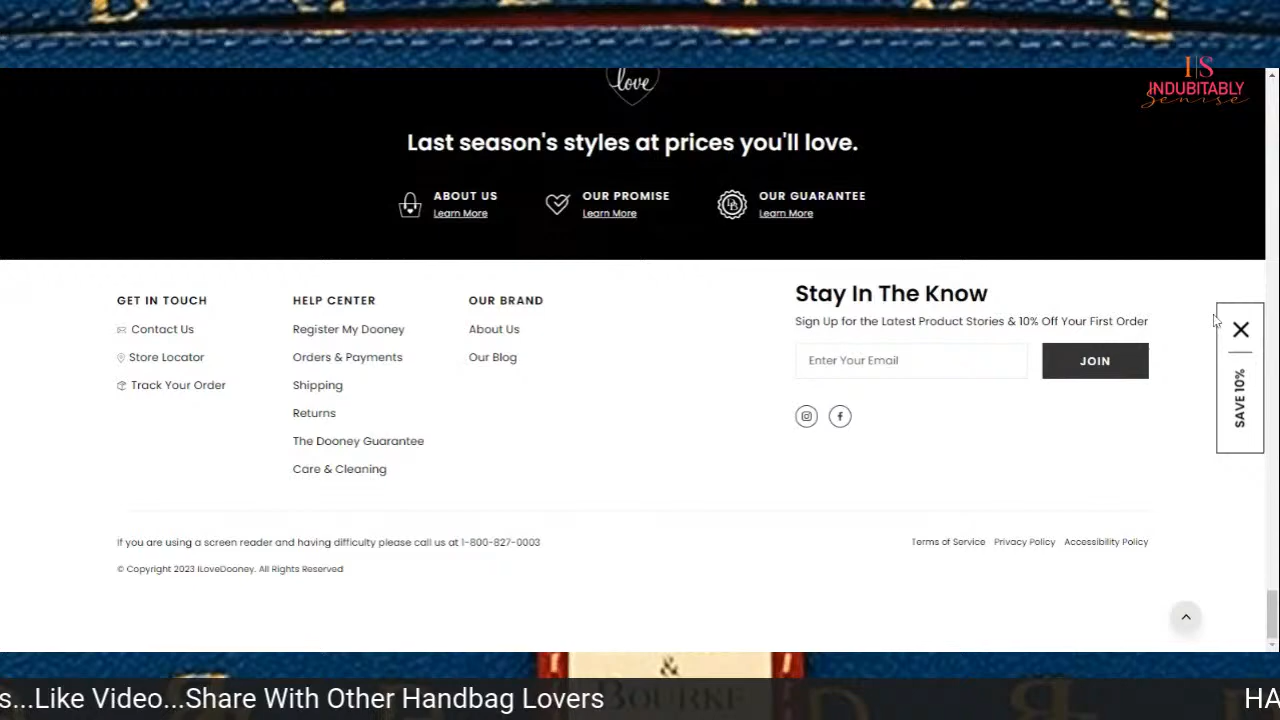 love
I|S
INDUBITABLY
Senise
Last season's styles at prices you'll love.
ABOUT US
Learn More
OUR PROMISE
Learn More
OUR GUARANTEE
Learn More
GET IN TOUCH
Contact Us
Store Locator
Track Your Order
HELP CENTER
Register My Dooney
Orders & Payments
Shipping
Returns
The Dooney Guarantee
Care & Cleaning
OUR BRAND
About Us
Our Blog
Stay In The Know
Sign Up for the Latest Product Stories & 10% Off Your First Order
Enter Your Email
JOIN
SAVE 10%
If you are using a screen reader and having difficulty please call us at 1-800-827-0003
Terms of Service Privacy Policy Accessibility Policy
© Copyright 2023 ILoveDooney. All Rights Reserved
&
BOURKE
s...Like Video...Share With Other Handbag Lovers
HA